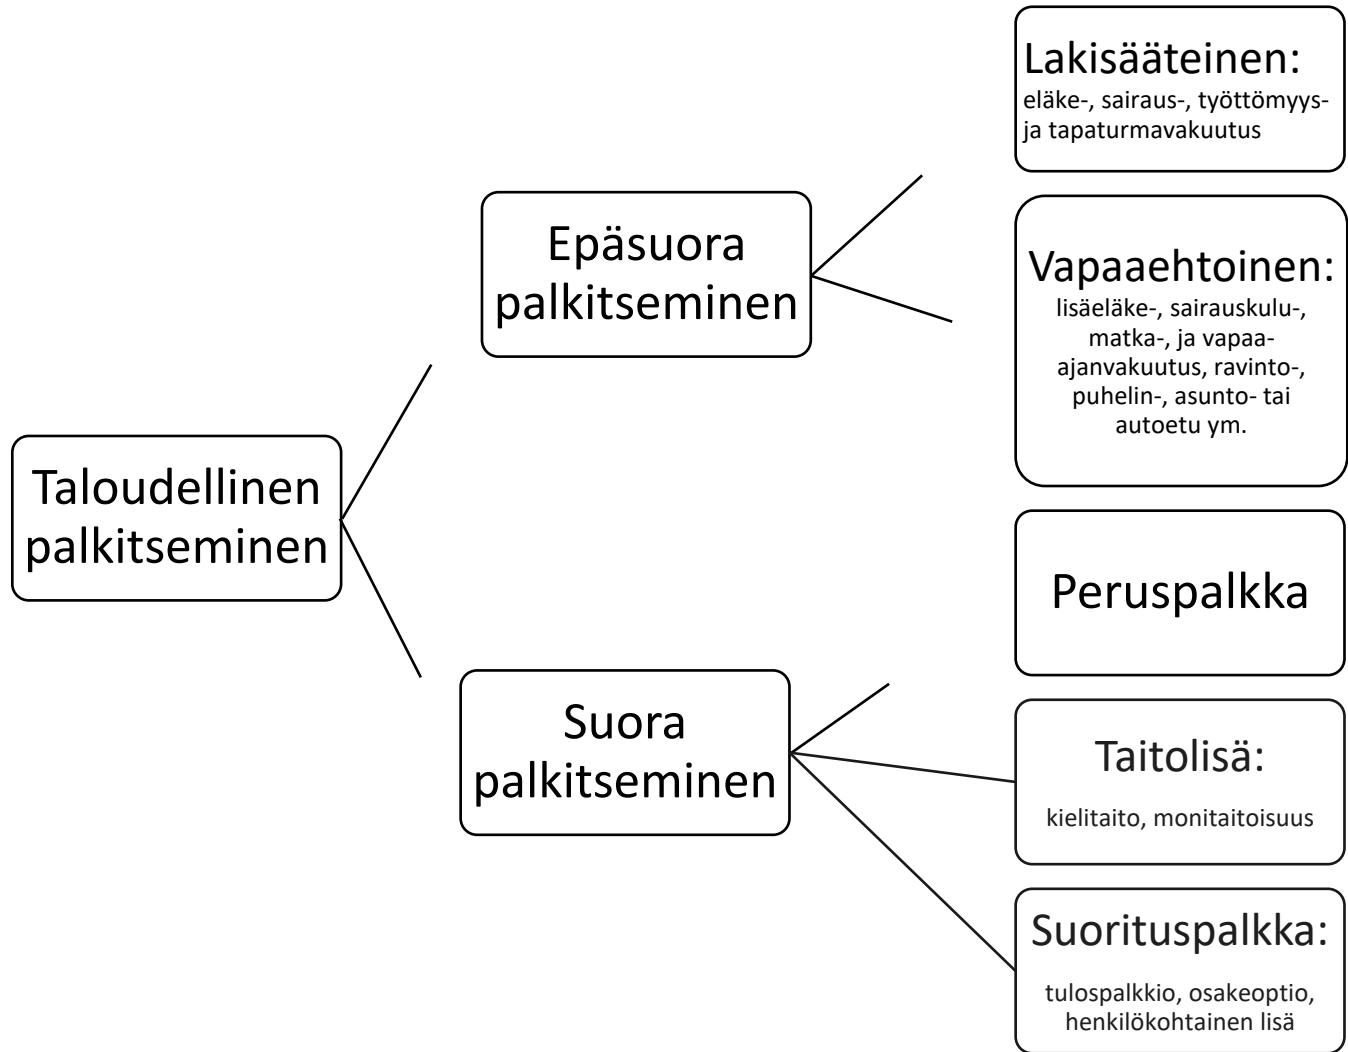 Lakisääteinen:
eläke-, sairaus-, työttömyys-
ja tapaturmavakuutus
Epäsuora
palkitseminen
Vapaaehtoinen:
lisäeläke-, sairauskulu-,
matka-, ja vapaa-
ajanvakuutus, ravinto-,
puhelin-, asunto- tai
autoetu ym.
Taloudellinen
palkitseminen
Peruspalkka
Suora
palkitseminen
Taitolisä:
kielitaito, monitaitoisuus
Suorituspalkka:
tulospalkkio, osakeoptio,
henkilökohtainen lisä